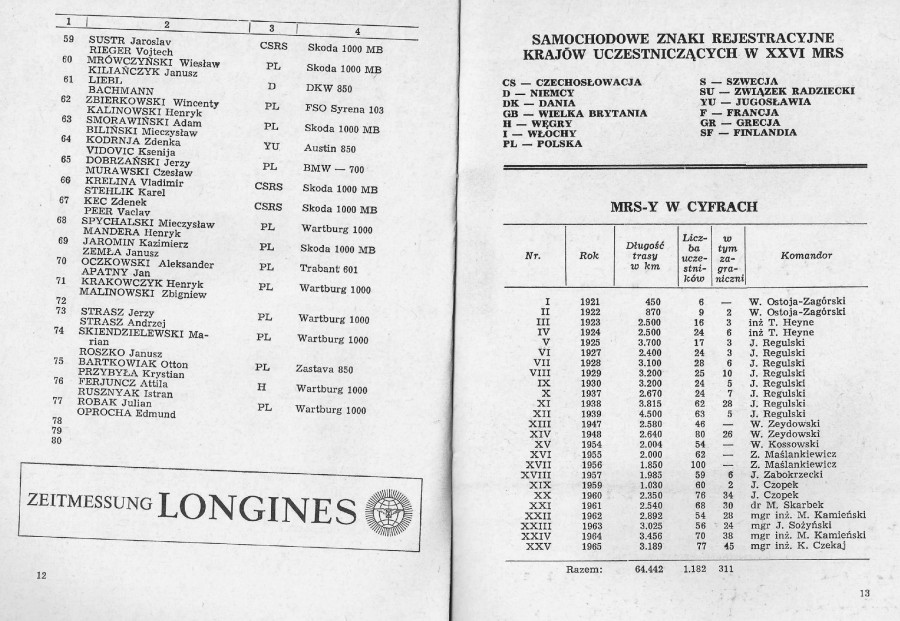 1 2 3 4
59 SUSTR Jaroslav
RIEGER Vojtech CSRS Skoda 1000 MB
60 MRÓWCZYŃSKI Wiesław
KILIAŃCZYK Janusz PL Skoda 1000 MB
61 LIEBL
BACHMANN D DKW 850
62 ZBIERKOWSKI Wincenty
KALINOWSKI Henryk PL FSO Syrena 103
63 SMORAWIŃSKI Adam
BILIŃSKI Mieczysław PL Skoda 1000 MB
64 KODRNJA Zdenka
VIDOVIC Ksenija YU Austin 850
65 DOBRZAŃSKI Jerzy
MURAWSKI Czesław PL BMW — 700
66 KRELINA Vladimir
STEHLIK Karel CSRS Skoda 1000 MB
67 KEC Zdenek
PEER Vaclav CSRS Skoda 1000 MB
68 SPYCHALSKI Mieczysław
MANDERA Henryk PL Wartburg 1000
69 JAROMIN Kazimierz
ZEMŁA Janusz PL Skoda 1000 MB
70 OCZKOWSKI Aleksander
APATNY Jan PL Trabant 601
71 KRAKOWCZYK Henryk
MALINOWSKI Zbigniew PL Wartburg 1000
72
73 STRASZ Jerzy
STRASZ Andrzej PL Wartburg 1000
74 SKIENDZIELEWSKI Ma-
rian PL Wartburg 1000
ROSZKO Janusz
75 BARTKOWIAK Otton
PRZYBYŁA Krystian PL Zastava 850
76 FERJUNCZ Attila
RUSZNYAK Istran H Wartburg 1000
77 ROBAK Julian
OPROCHA Edmund PL Wartburg 1000
78
79
80
ZEITMESSUNG LONGINES
12
SAMOCHODOWE ZNAKI REJESTRACYJNE
KRAJÓW UCZESTNICZĄCYCH W XXVI MRS
CS — CZECHOSŁOWACJA
D — NIEMCY
DK — DANIA
GB — WIELKA BRYTANIA
H — WĘGRY
I — WŁOCHY
PL — POLSKA
S — SZWECJA
SU — ZWIĄZEK RADZIECKI
YU — JUGOSŁAWIA
F — FRANCJA
GR — GRECJA
SF — FINLANDIA
MRS-Y W CYFRACH
Nr. Rok Długość trasy w km Licz-ba ucze-stni-ków w tym za-gra-niczni Komandor
I 1921 450 6 — W. Ostoja-Zagórski
II 1922 870 9 2 W. Ostoja-Zagórski
III 1923 2.500 16 3 inż T. Heyne
IV 1924 2.500 24 6 inż T. Heyne
V 1925 3.700 17 3 J. Regulski
VI 1927 2.400 24 3 J. Regulski
VII 1928 3.100 28 6 J. Regulski
VIII 1929 3.200 25 10 J. Regulski
IX 1930 3.200 24 5 J. Regulski
X 1937 2.670 24 7 J. Regulski
XI 1938 3.815 62 28 J. Regulski
XII 1939 4.500 63 5 J. Regulski
XIII 1947 2.580 46 — W. Zeydowski
XIV 1948 2.640 80 26 W. Zeydowski
XV 1954 2.004 54 — W. Kossowski
XVI 1955 2.000 62 — Z. Maślankiewicz
XVII 1956 1.850 100 — Z. Maślankiewicz
XVIII 1957 1.985 59 6 J. Zabokrzecki
XIX 1959 1.030 60 2 J. Czopek
XX 1960 2.350 76 34 J. Czopek
XXI 1961 2.540 68 30 dr M. Skarbek
XXII 1962 2.892 54 28 mgr inż. M. Kamieński
XXIII 1963 3.025 56 24 mgr J. Sożyński
XXIV 1964 3.456 70 38 mgr inż. M. Kamieński
XXV 1965 3.189 77 45 mgr inż. K. Czekaj
Razem: 64.442 1.182 311
13